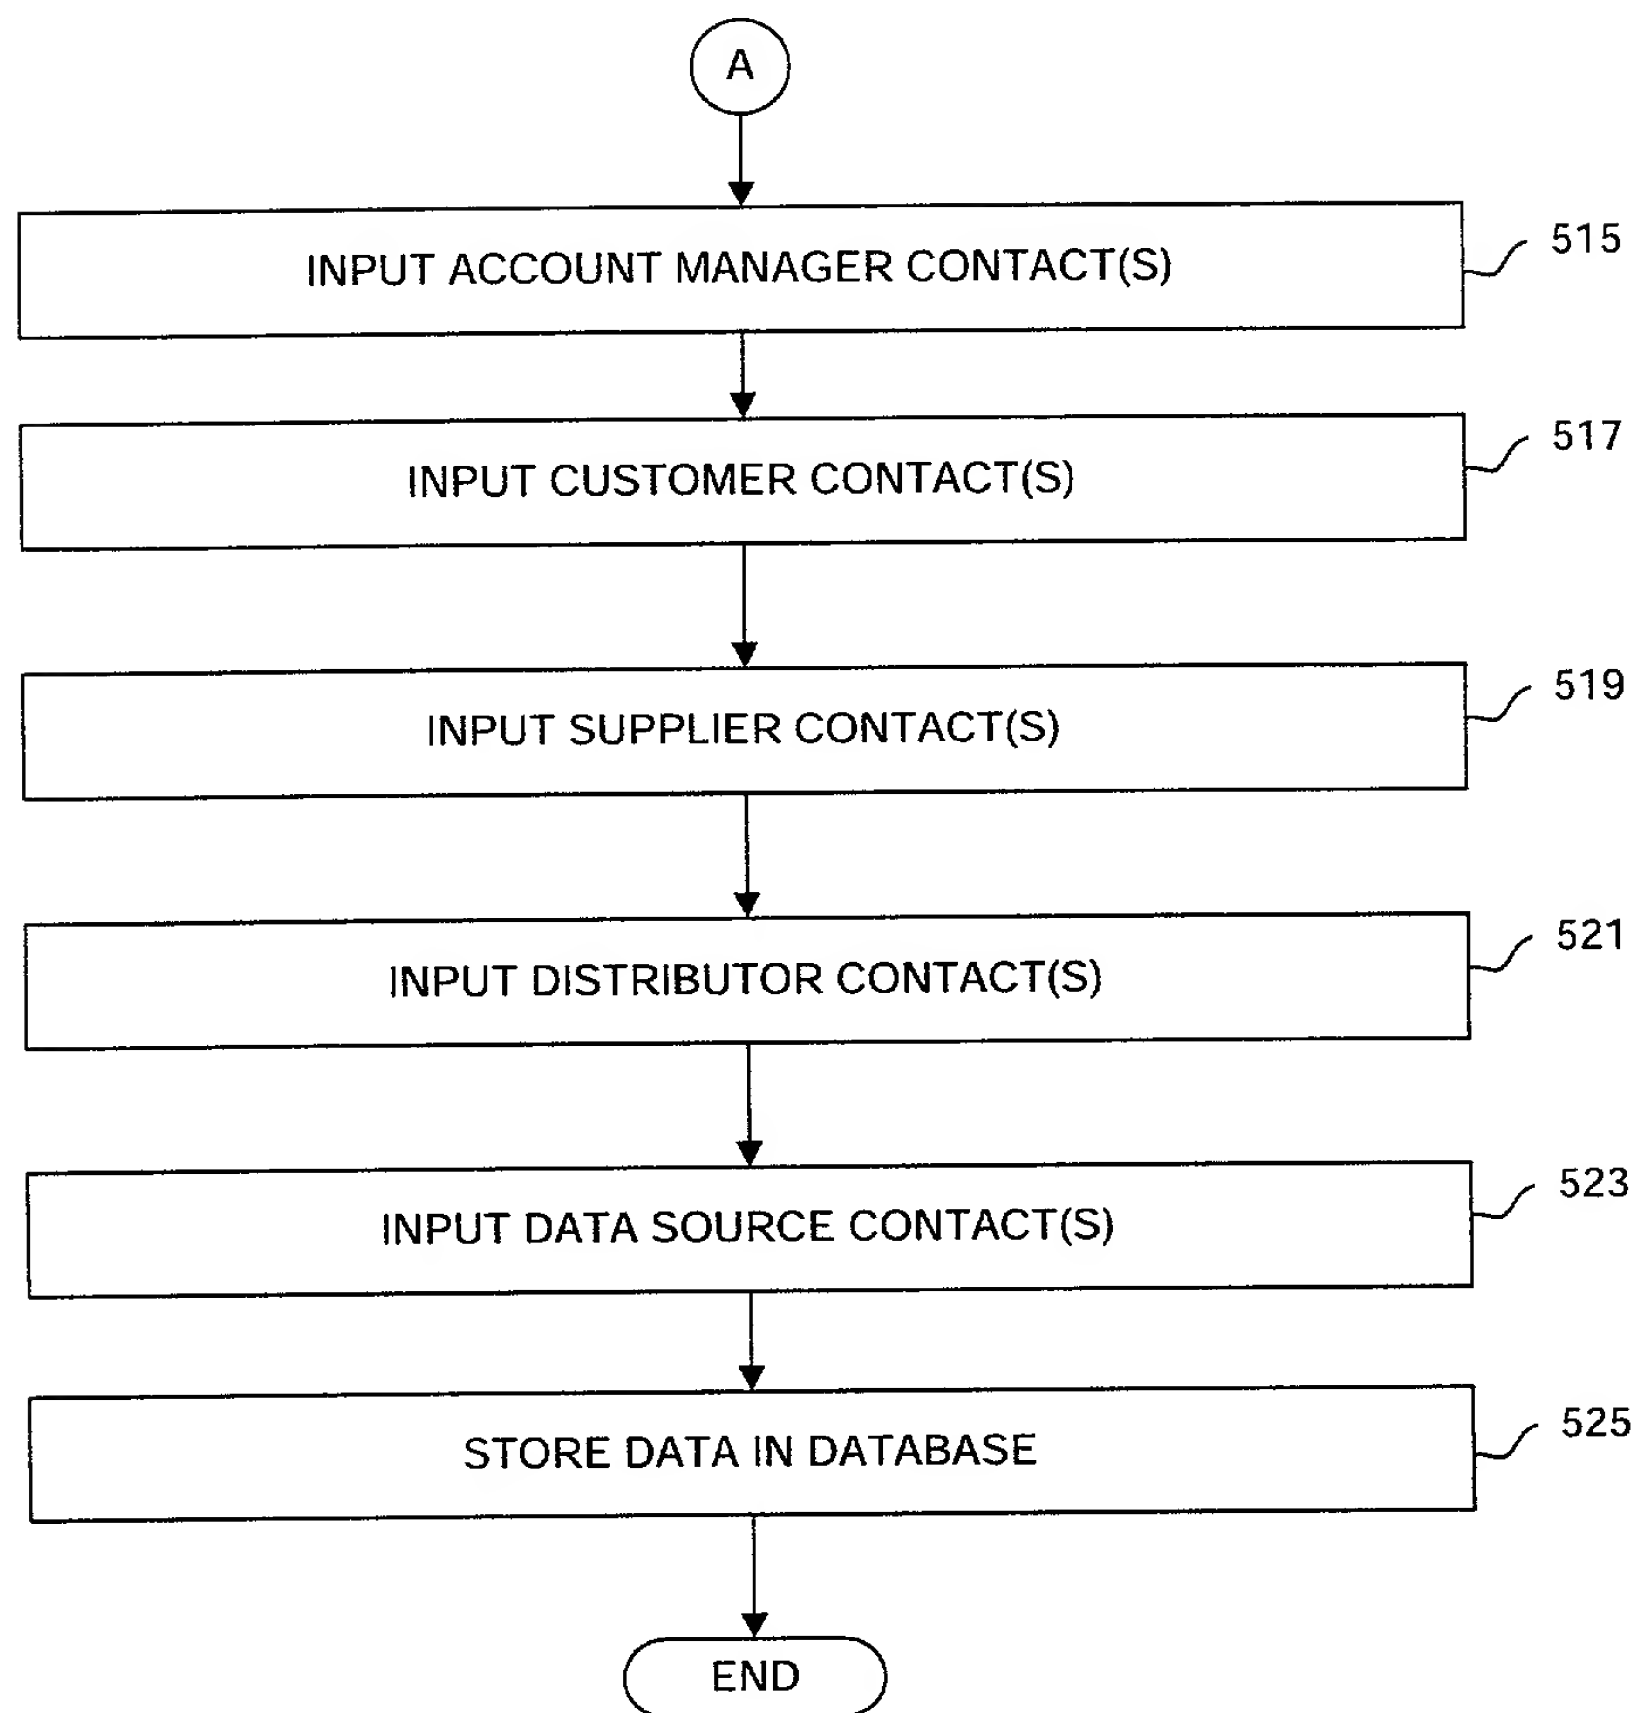 A
INPUT ACCOUNT MANAGER CONTACT(S)
515
INPUT CUSTOMER CONTACT(S)
517
INPUT SUPPLIER CONTACT(S)
519
INPUT DISTRIBUTOR CONTACT(S)
521
INPUT DATA SOURCE CONTACT(S)
523
STORE DATA IN DATABASE
525
END